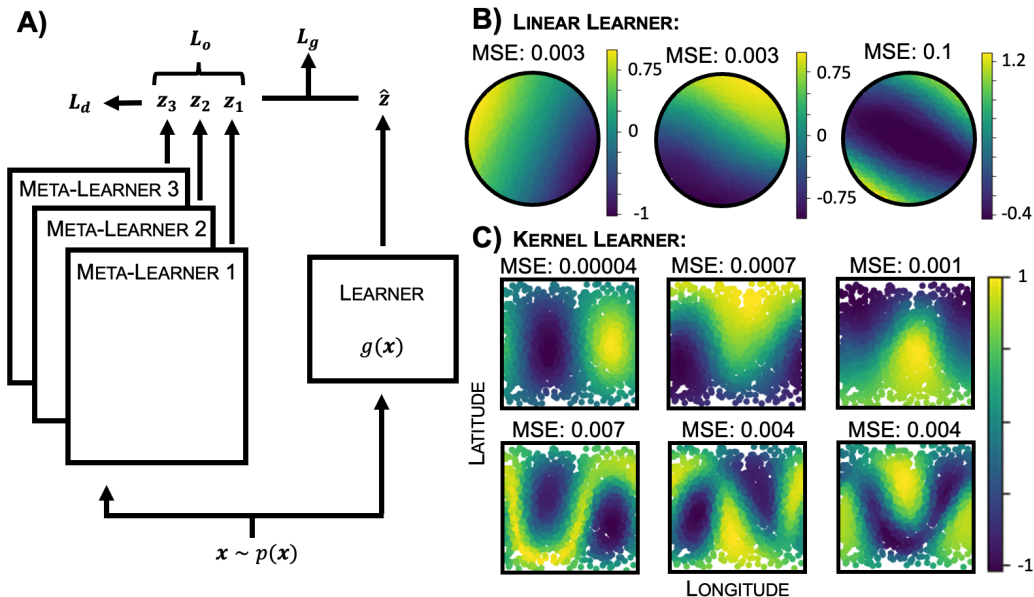 A)
L_o
L_g
L_d
z_3 z_2 z_1
ẑ
META-LEARNER 3
META-LEARNER 2
META-LEARNER 1
LEARNER
g(x)
x ~ p(x)
B) LINEAR LEARNER:
MSE: 0.003
0.75
0
-1
MSE: 0.003
0.75
0
-0.75
MSE: 0.1
1.2
-0.4
C) KERNEL LEARNER:
MSE: 0.00004 MSE: 0.0007 MSE: 0.001
MSE: 0.007 MSE: 0.004 MSE: 0.004
1
-1
LATITUDE
LONGITUDE